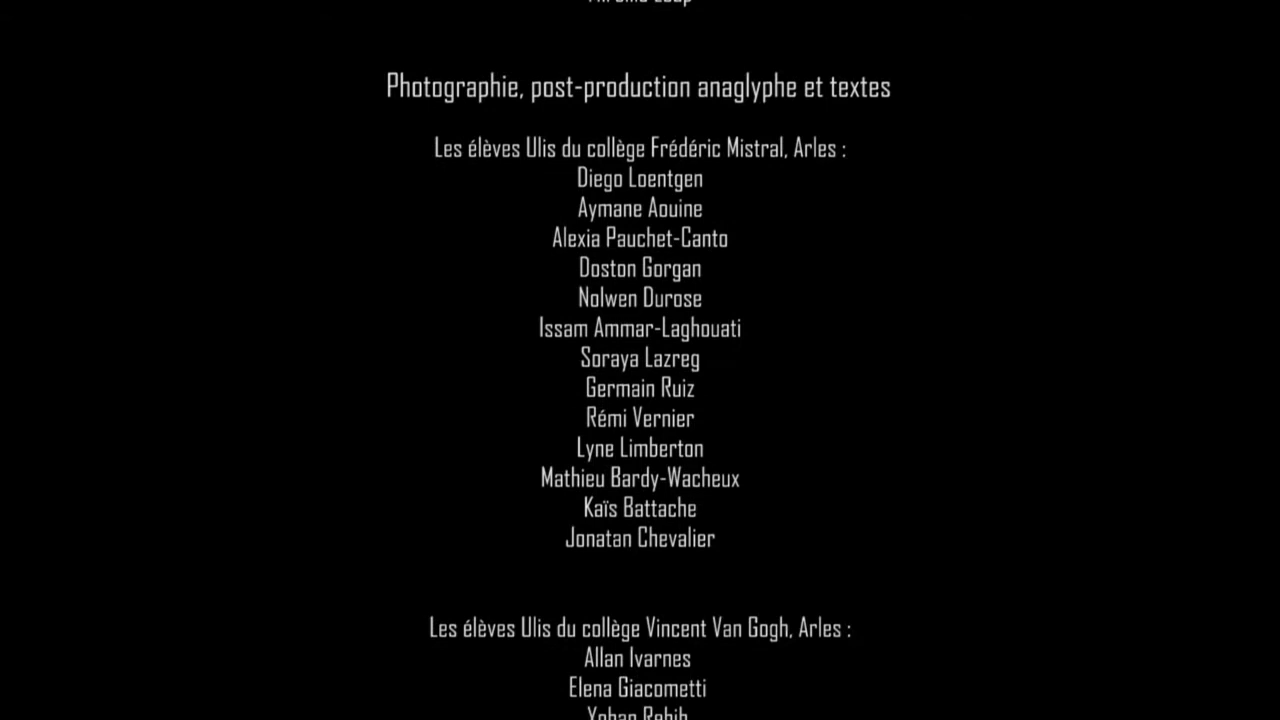 Photographie, post-production anaglyphe et textes
Les élèves Ulis du collège Frédéric Mistral, Arles :
Diego Loentgen
Aymane Aouine
Alexia Pauchet-Canto
Doston Gorgan
Nolwen Durose
Issam Ammar-Laghouati
Soraya Lazreg
Germain Ruiz
Rémi Vernier
Lyne Limberton
Mathieu Bardy-Wacheux
Kaïs Battache
Jonatan Chevalier
Les élèves Ulis du collège Vincent Van Gogh, Arles :
Allan Ivarnes
Elena Giacometti